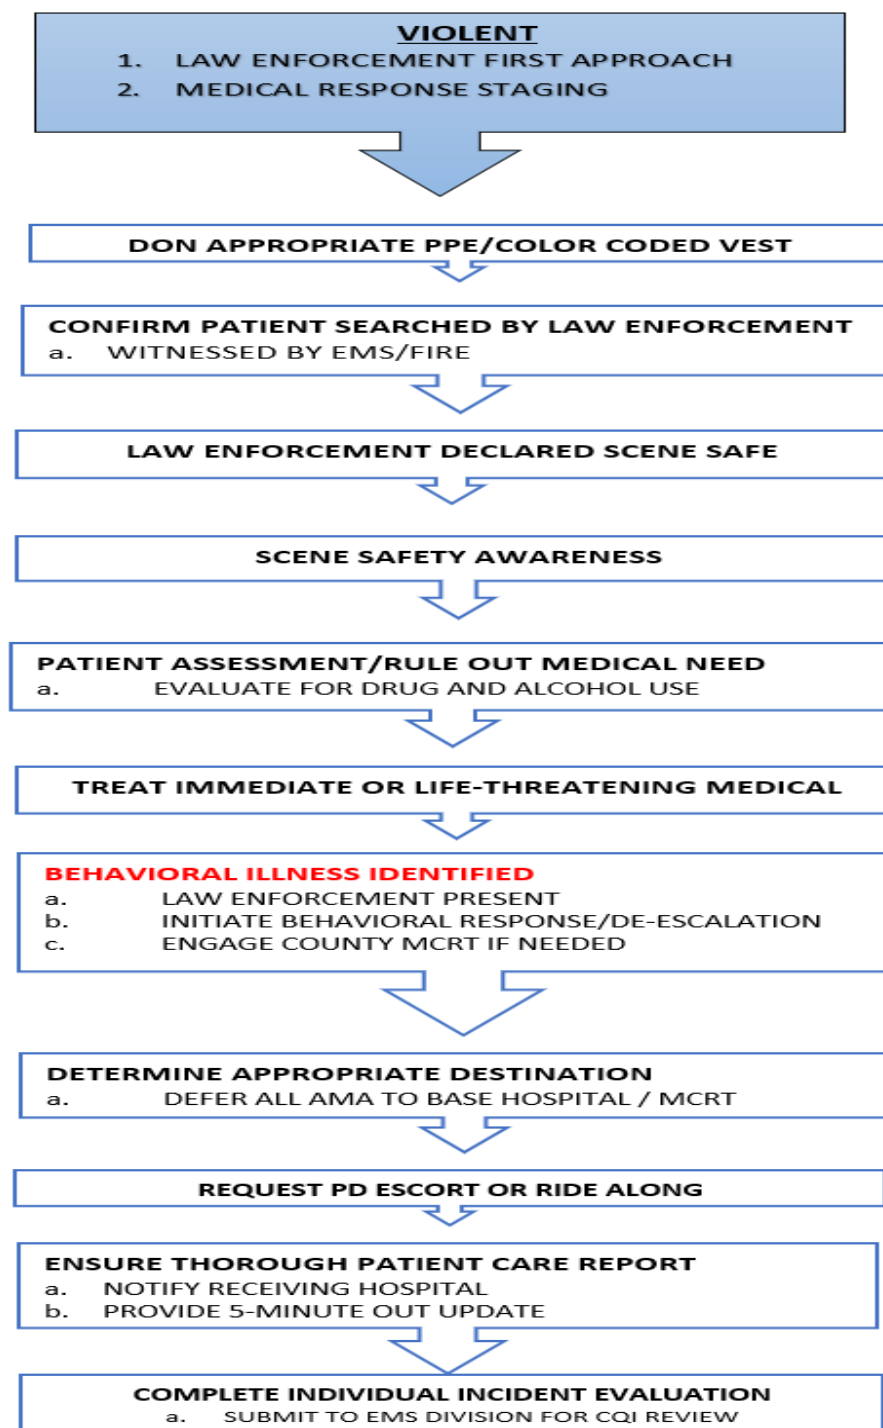 VIOLENT
1. LAW ENFORCEMENT FIRST APPROACH
2. MEDICAL RESPONSE STAGING
DON APPROPRIATE PPE/COLOR CODED VEST
CONFIRM PATIENT SEARCHED BY LAW ENFORCEMENT
a. WITNESSED BY EMS/FIRE
LAW ENFORCEMENT DECLARED SCENE SAFE
SCENE SAFETY AWARENESS
PATIENT ASSESSMENT/RULE OUT MEDICAL NEED
a. EVALUATE FOR DRUG AND ALCOHOL USE
TREAT IMMEDIATE OR LIFE-THREATENING MEDICAL
BEHAVIORAL ILLNESS IDENTIFIED
a. LAW ENFORCEMENT PRESENT
b. INITIATE BEHAVIORAL RESPONSE/DE-ESCALATION
c. ENGAGE COUNTY MCRT IF NEEDED
DETERMINE APPROPRIATE DESTINATION
a. DEFER ALL AMA TO BASE HOSPITAL / MCRT
REQUEST PD ESCORT OR RIDE ALONG
ENSURE THOROUGH PATIENT CARE REPORT
a. NOTIFY RECEIVING HOSPITAL
b. PROVIDE 5-MINUTE OUT UPDATE
COMPLETE INDIVIDUAL INCIDENT EVALUATION
a. SUBMIT TO EMS DIVISION FOR CQI REVIEW